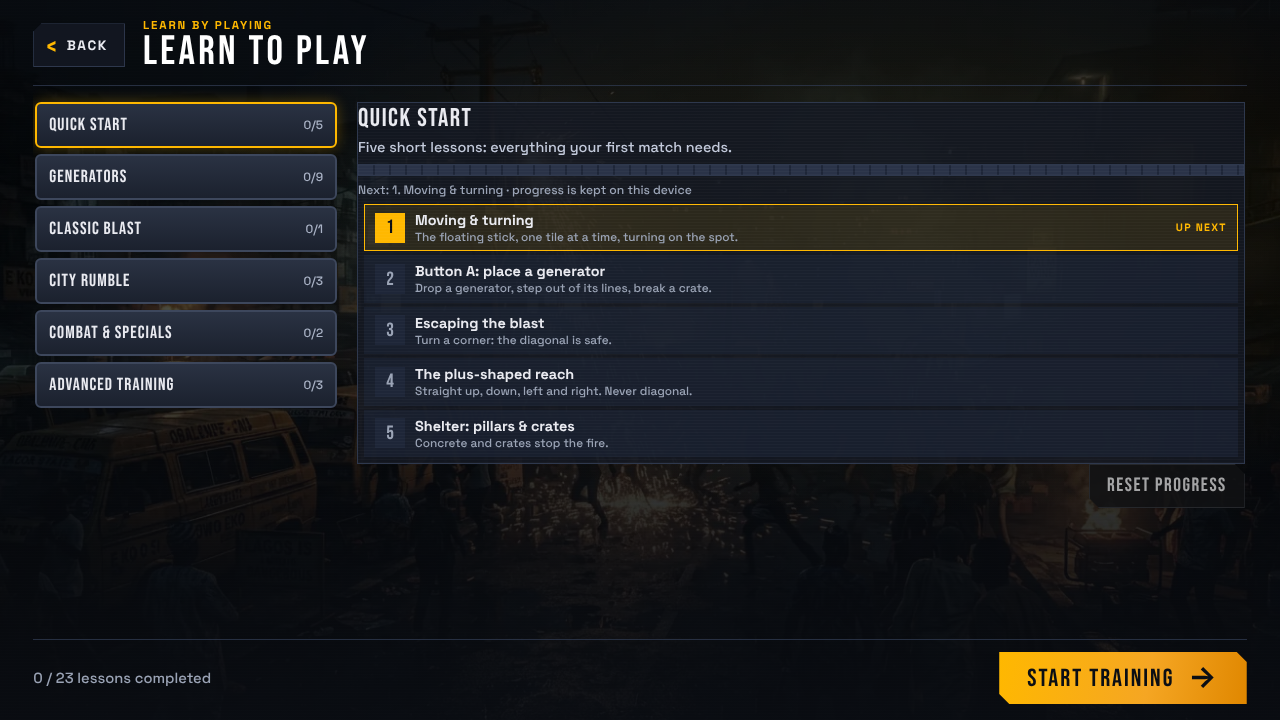 < BACK
LEARN BY PLAYING
LEARN TO PLAY
QUICK START 0/5
GENERATORS 0/9
CLASSIC BLAST 0/1
CITY RUMBLE 0/3
COMBAT & SPECIALS 0/2
ADVANCED TRAINING 0/3
QUICK START
Five short lessons: everything your first match needs.
Next: 1. Moving & turning · progress is kept on this device
1 Moving & turning
The floating stick, one tile at a time, turning on the spot.
UP NEXT
2 Button A: place a generator
Drop a generator, step out of its lines, break a crate.
3 Escaping the blast
Turn a corner: the diagonal is safe.
4 The plus-shaped reach
Straight up, down, left and right. Never diagonal.
5 Shelter: pillars & crates
Concrete and crates stop the fire.
RESET PROGRESS
0 / 23 lessons completed
START TRAINING →